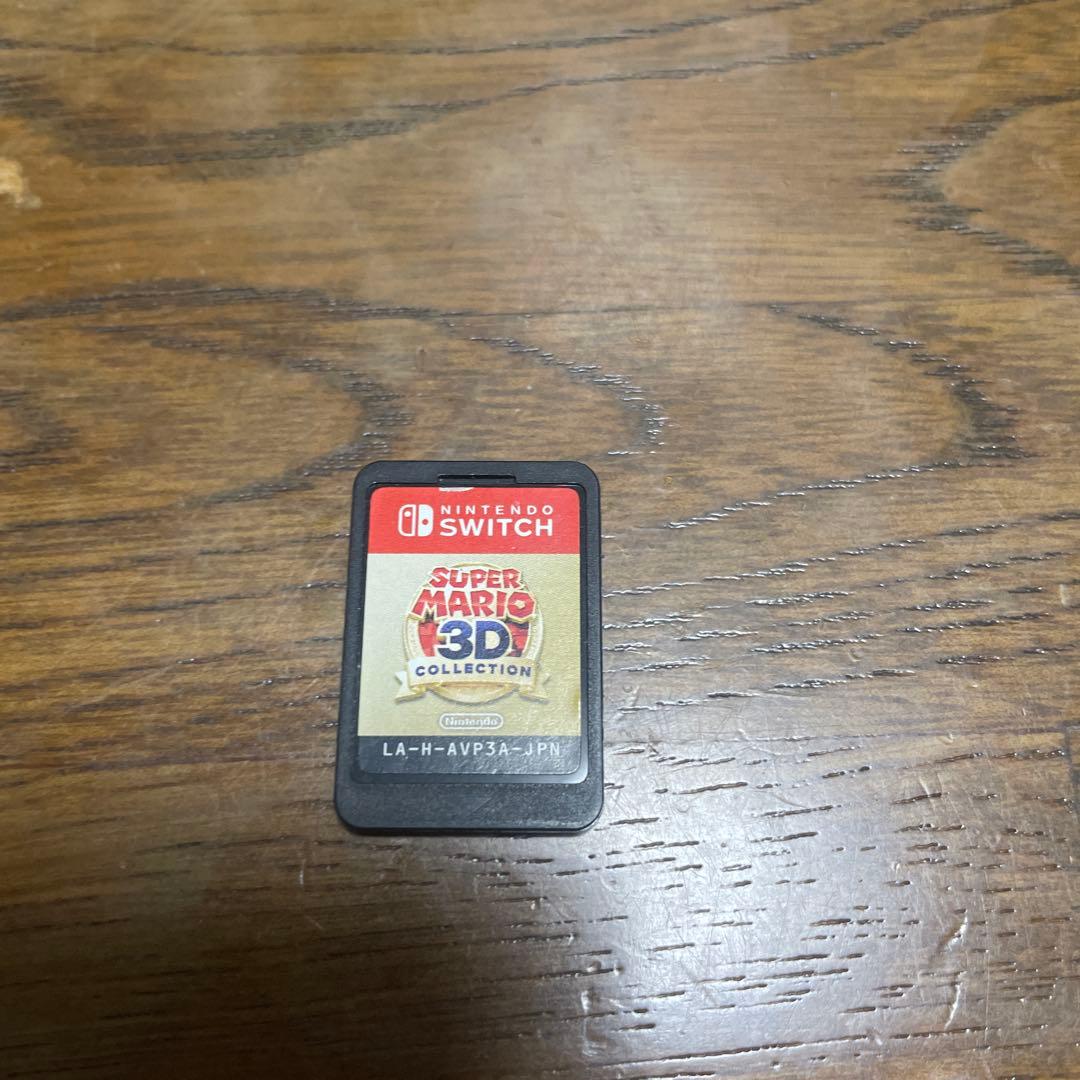 NINTENDO
SWITCH
SUPER
MARIO
3D
COLLECTION
Nintendo
LA-H-AVP3A-JPN